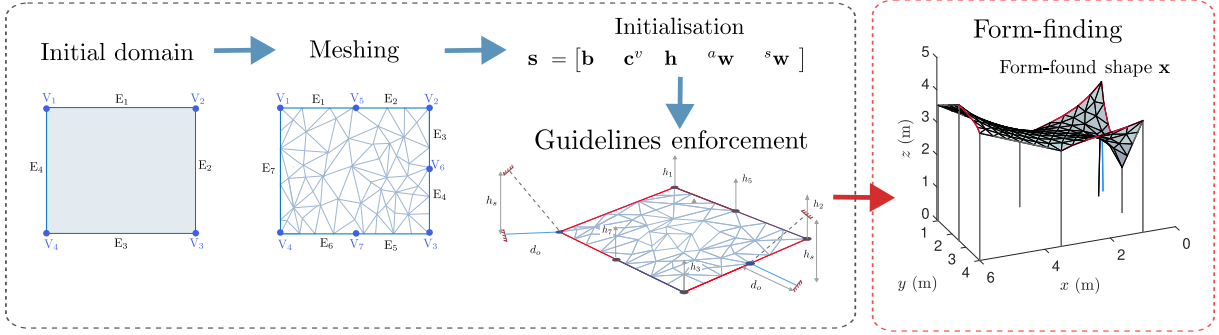 Initial domain
Meshing
Initialisation
s = [b c^v h ^a w ^s w ]
Guidelines enforcement
Form-finding
Form-found shape x
V1 E1 V2
E4 E2
V4 E3 V3
V1 E1 V5 E2 V2
E3
V6
E7
E4
V4 E6 V7 E5 V3
h1
h5
h2
hs
h7
do
h3
hs
do
5
4
3
2
1
0
z (m)
1
2
3
4
y (m)
6
4
2
0
x (m)